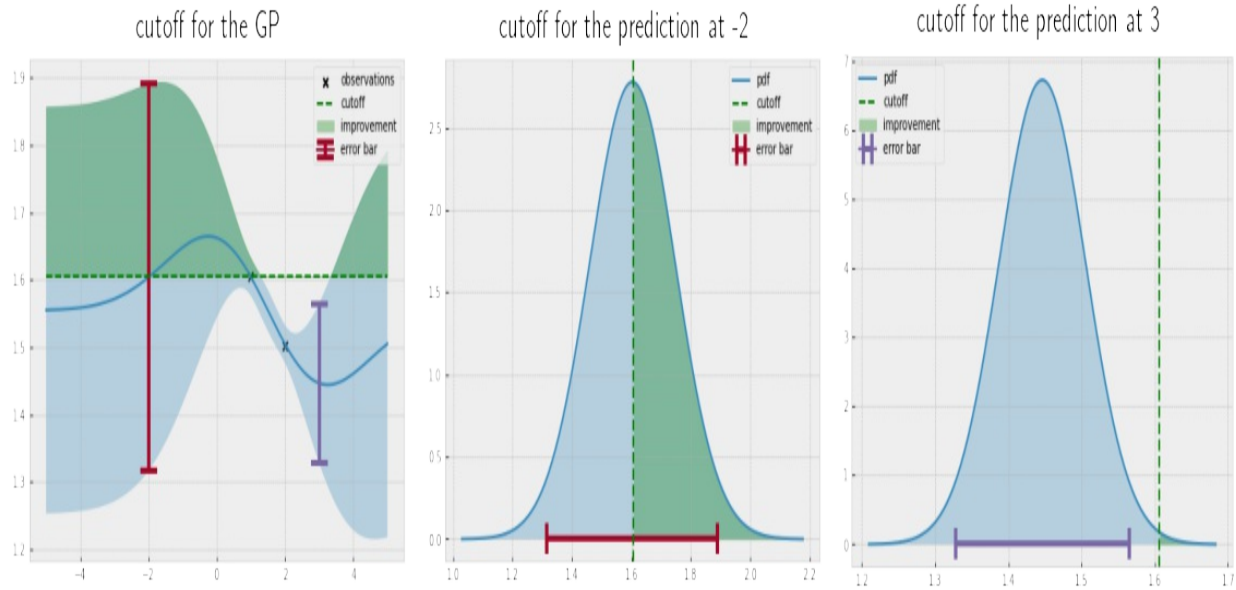 cutoff for the GP
1.9
1.8
1.7
1.6
1.5
1.4
1.3
1.2
−4
−2
0
2
4
observations
cutoff
improvement
error bar
cutoff for the prediction at -2
2.5
2.0
1.5
1.0
0.5
0.0
1.0
1.2
1.4
1.6
1.8
2.0
2.2
pdf
cutoff
improvement
error bar
cutoff for the prediction at 3
7
6
5
4
3
2
1
0
1.2
1.3
1.4
1.5
1.6
1.7
pdf
cutoff
improvement
error bar